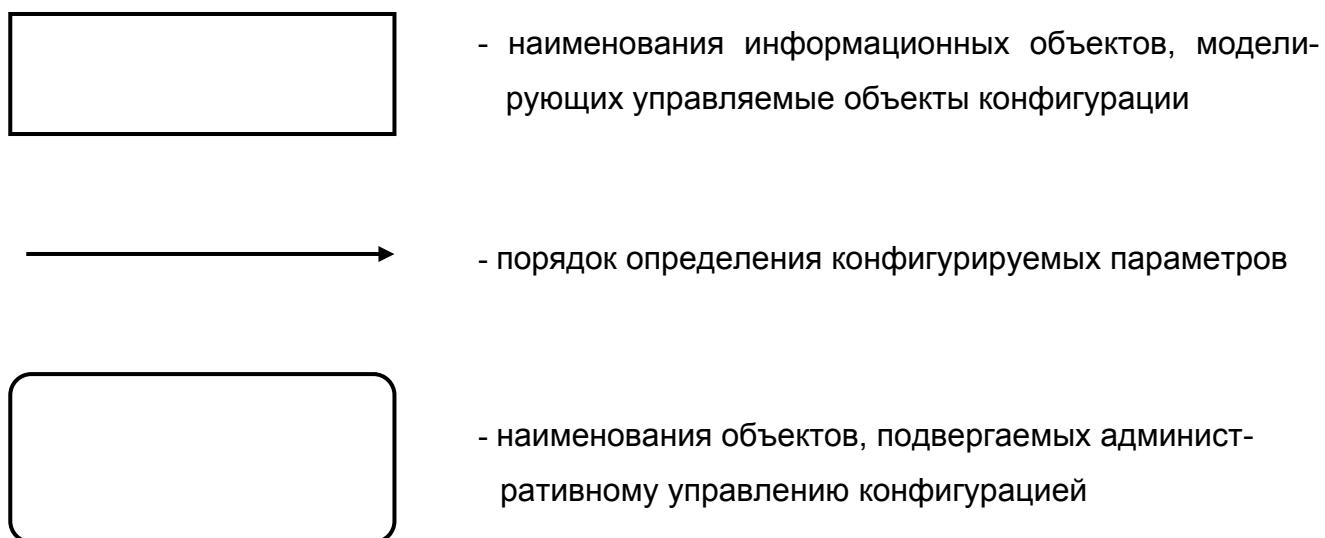 - наименования информационных объектов, модели-
рующих управляемые объекты конфигурации
- порядок определения конфигурируемых параметров
- наименования объектов, подвергаемых админист-
ративному управлению конфигурацией